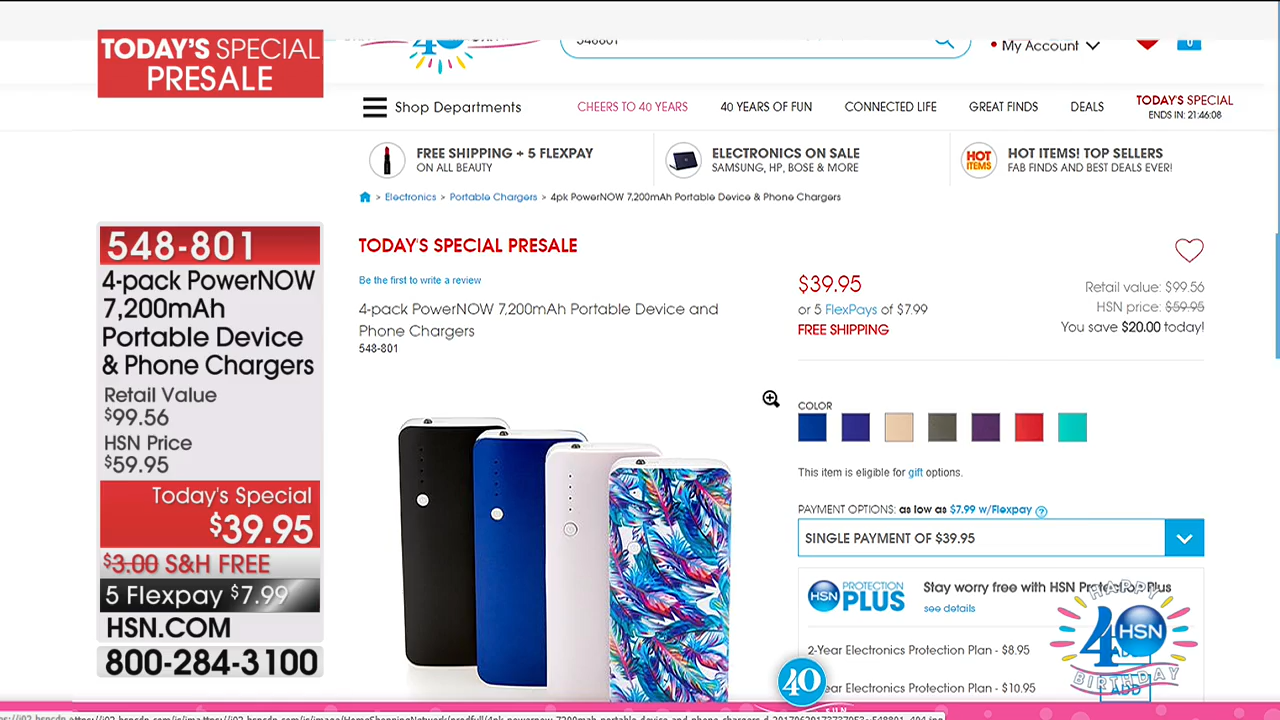 TODAY'S SPECIAL
PRESALE
40
548801
My Account
0
Shop Departments
CHEERS TO 40 YEARS
40 YEARS OF FUN
CONNECTED LIFE
GREAT FINDS
DEALS
TODAY'S SPECIAL
ENDS IN: 21:46:08
FREE SHIPPING + 5 FLEXPAY
ON ALL BEAUTY
ELECTRONICS ON SALE
SAMSUNG, HP, BOSE & MORE
HOT ITEMS
HOT ITEMS! TOP SELLERS
FAB FINDS AND BEST DEALS EVER!
> Electronics > Portable Chargers > 4pk PowerNOW 7,200mAh Portable Device & Phone Chargers
548-801
4-pack PowerNOW
7,200mAh
Portable Device
& Phone Chargers
Retail Value
$99.56
HSN Price
$59.95
Today's Special
$39.95
$3.00 S&H FREE
5 Flexpay $7.99
HSN.COM
800-284-3100
TODAY'S SPECIAL PRESALE
Be the first to write a review
4-pack PowerNOW 7,200mAh Portable Device and
Phone Chargers
548-801
$39.95
or 5 FlexPays of $7.99
FREE SHIPPING
Retail value: $99.56
HSN price: $59.95
You save $20.00 today!
COLOR
This item is eligible for gift options.
PAYMENT OPTIONS: as low as $7.99 w/Flexpay ?
SINGLE PAYMENT OF $39.95
HSN PROTECTION PLUS
Stay worry free with HSN Protection Plus
see details
2-Year Electronics Protection Plan - $8.95
Year Electronics Protection Plan - $10.95
ADD
HAPPY
40 HSN
BIRTHDAY
40